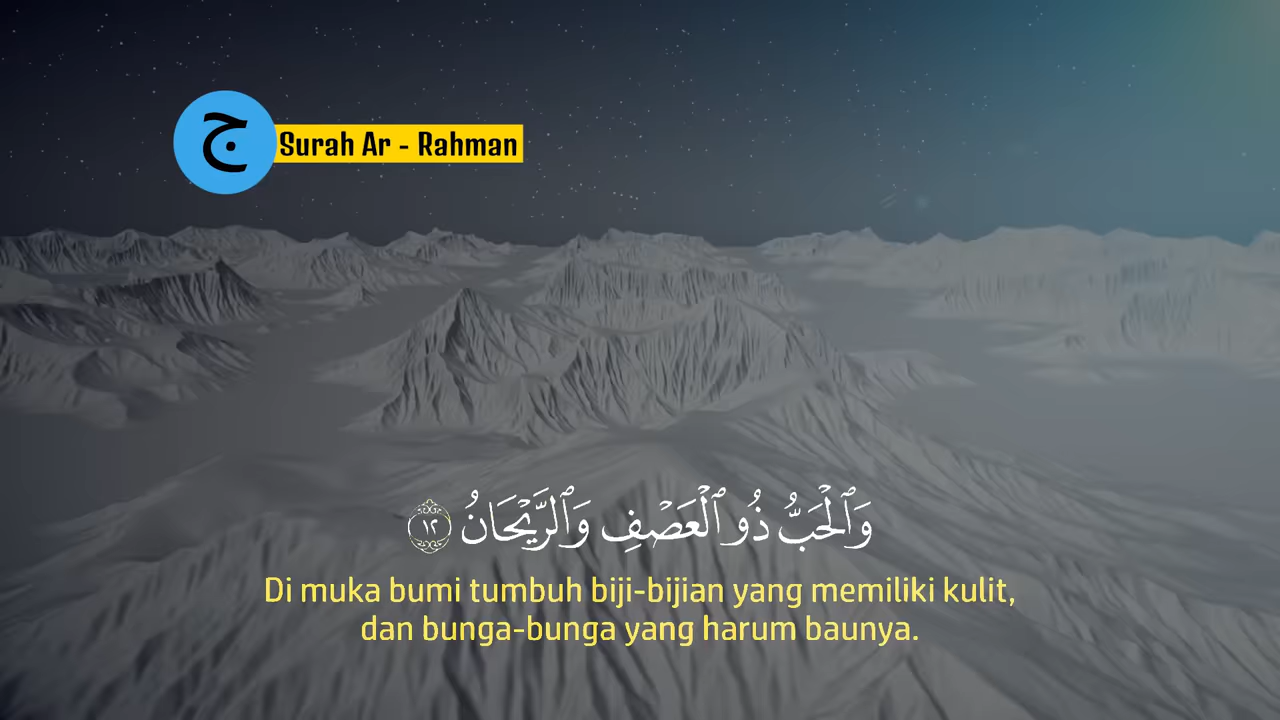 ج
Surah Ar - Rahman
وَٱلْحَبُّ ذُو ٱلْعَصْفِ وَٱلرَّيْحَانُ ١٢
Di muka bumi tumbuh biji-bijian yang memiliki kulit,
dan bunga-bunga yang harum baunya.